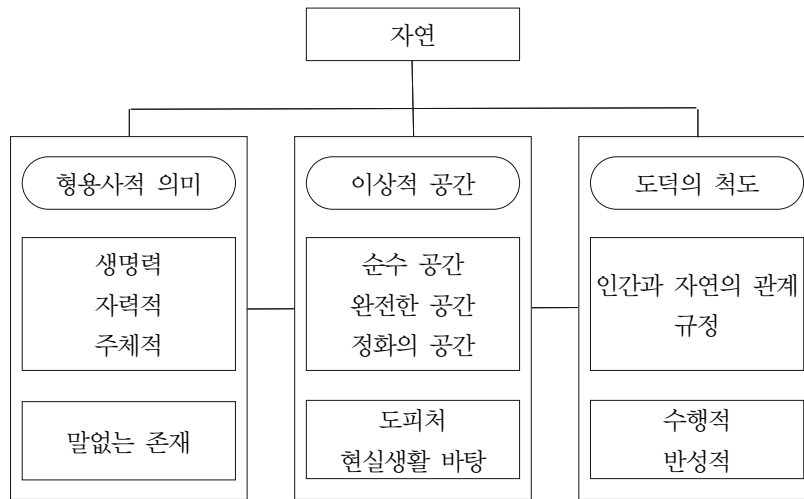 자연
형용사적 의미
생명력
자력적
주체적
말없는 존재
이상적 공간
순수 공간
완전한 공간
정화의 공간
도피처
현실생활 바탕
도덕의 척도
인간과 자연의 관계
규정
수행적
반성적